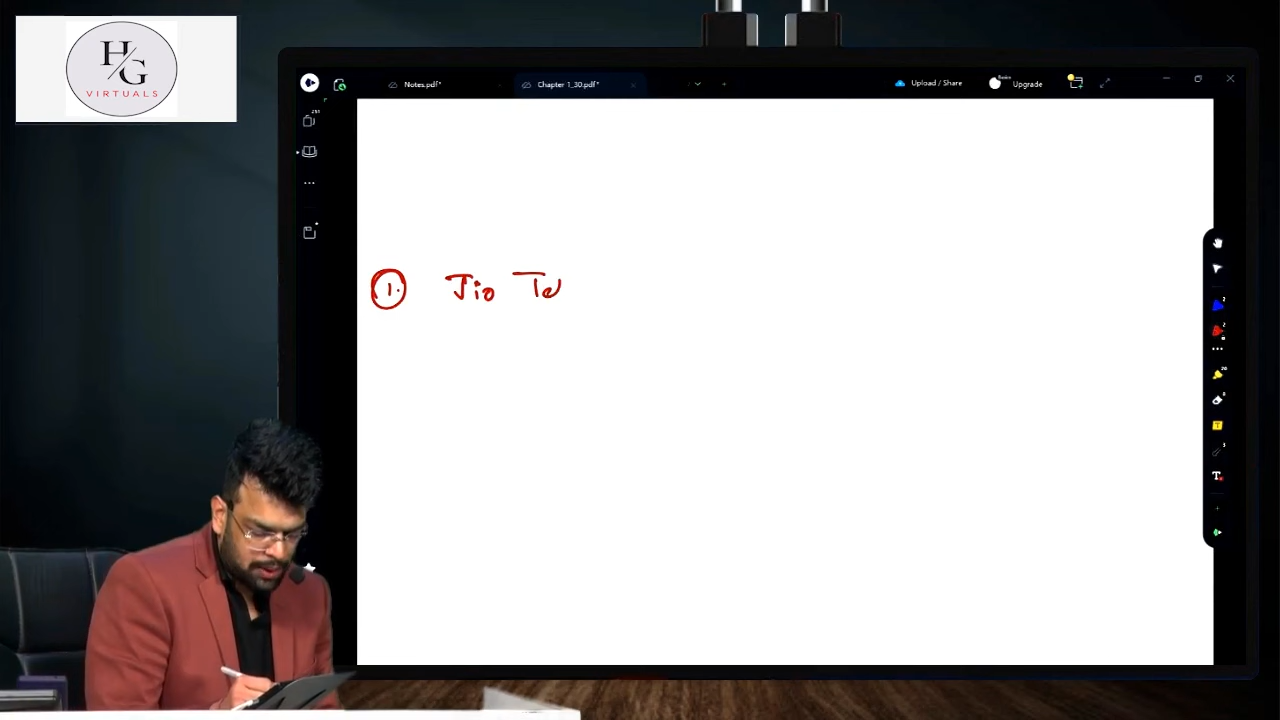 H/G
VIRTUALS
Notes.pdf*
Chapter 1_30.pdf*
Upload / Share
Upgrade
1. Jio Te